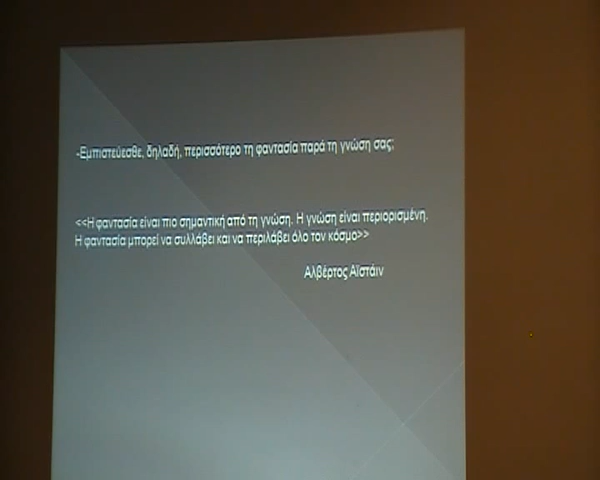 -Εμπιστεύεσθε, δηλαδή, περισσότερο τη φαντασία παρά τη γνώση σας;
<<Η φαντασία είναι πιο σημαντική από τη γνώση. Η γνώση είναι περιορισμένη.
Η φαντασία μπορεί να συλλάβει και να περιλάβει όλο τον κόσμο>>
Αλβέρτος Αϊστάιν